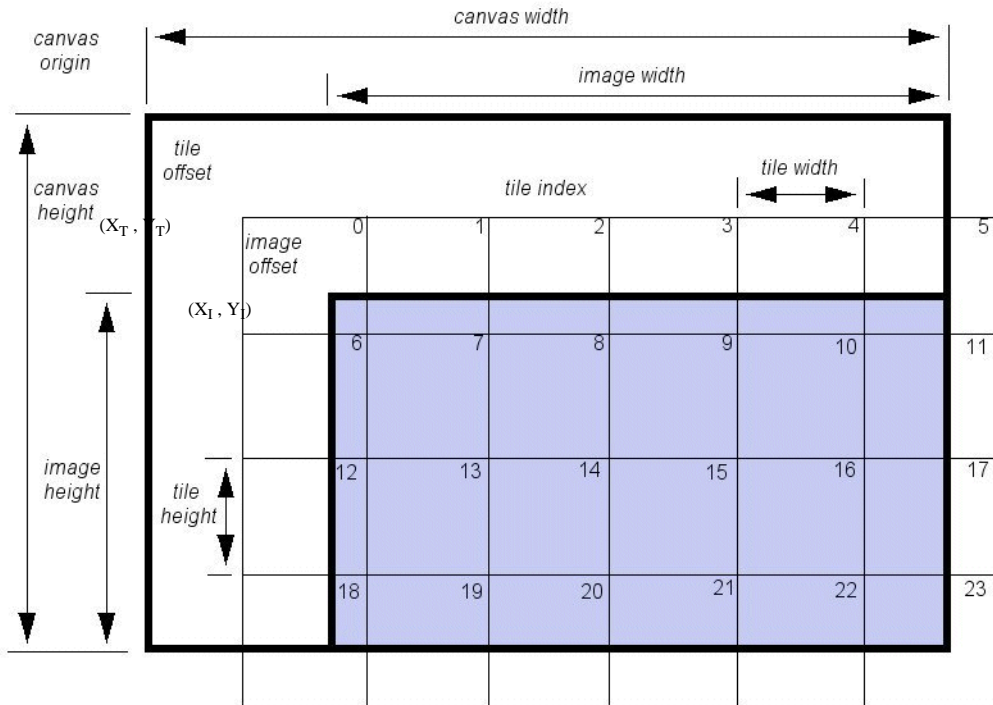 canvas width
canvas
origin
image width
tile
offset
tile width
canvas
height
tile index
(X_T , Y_T)
0 1 2 3 4 5
image
offset
(X_I , Y_I)
6 7 8 9 10 11
image
height
12 13 14 15 16 17
tile
height
18 19 20 21 22 23